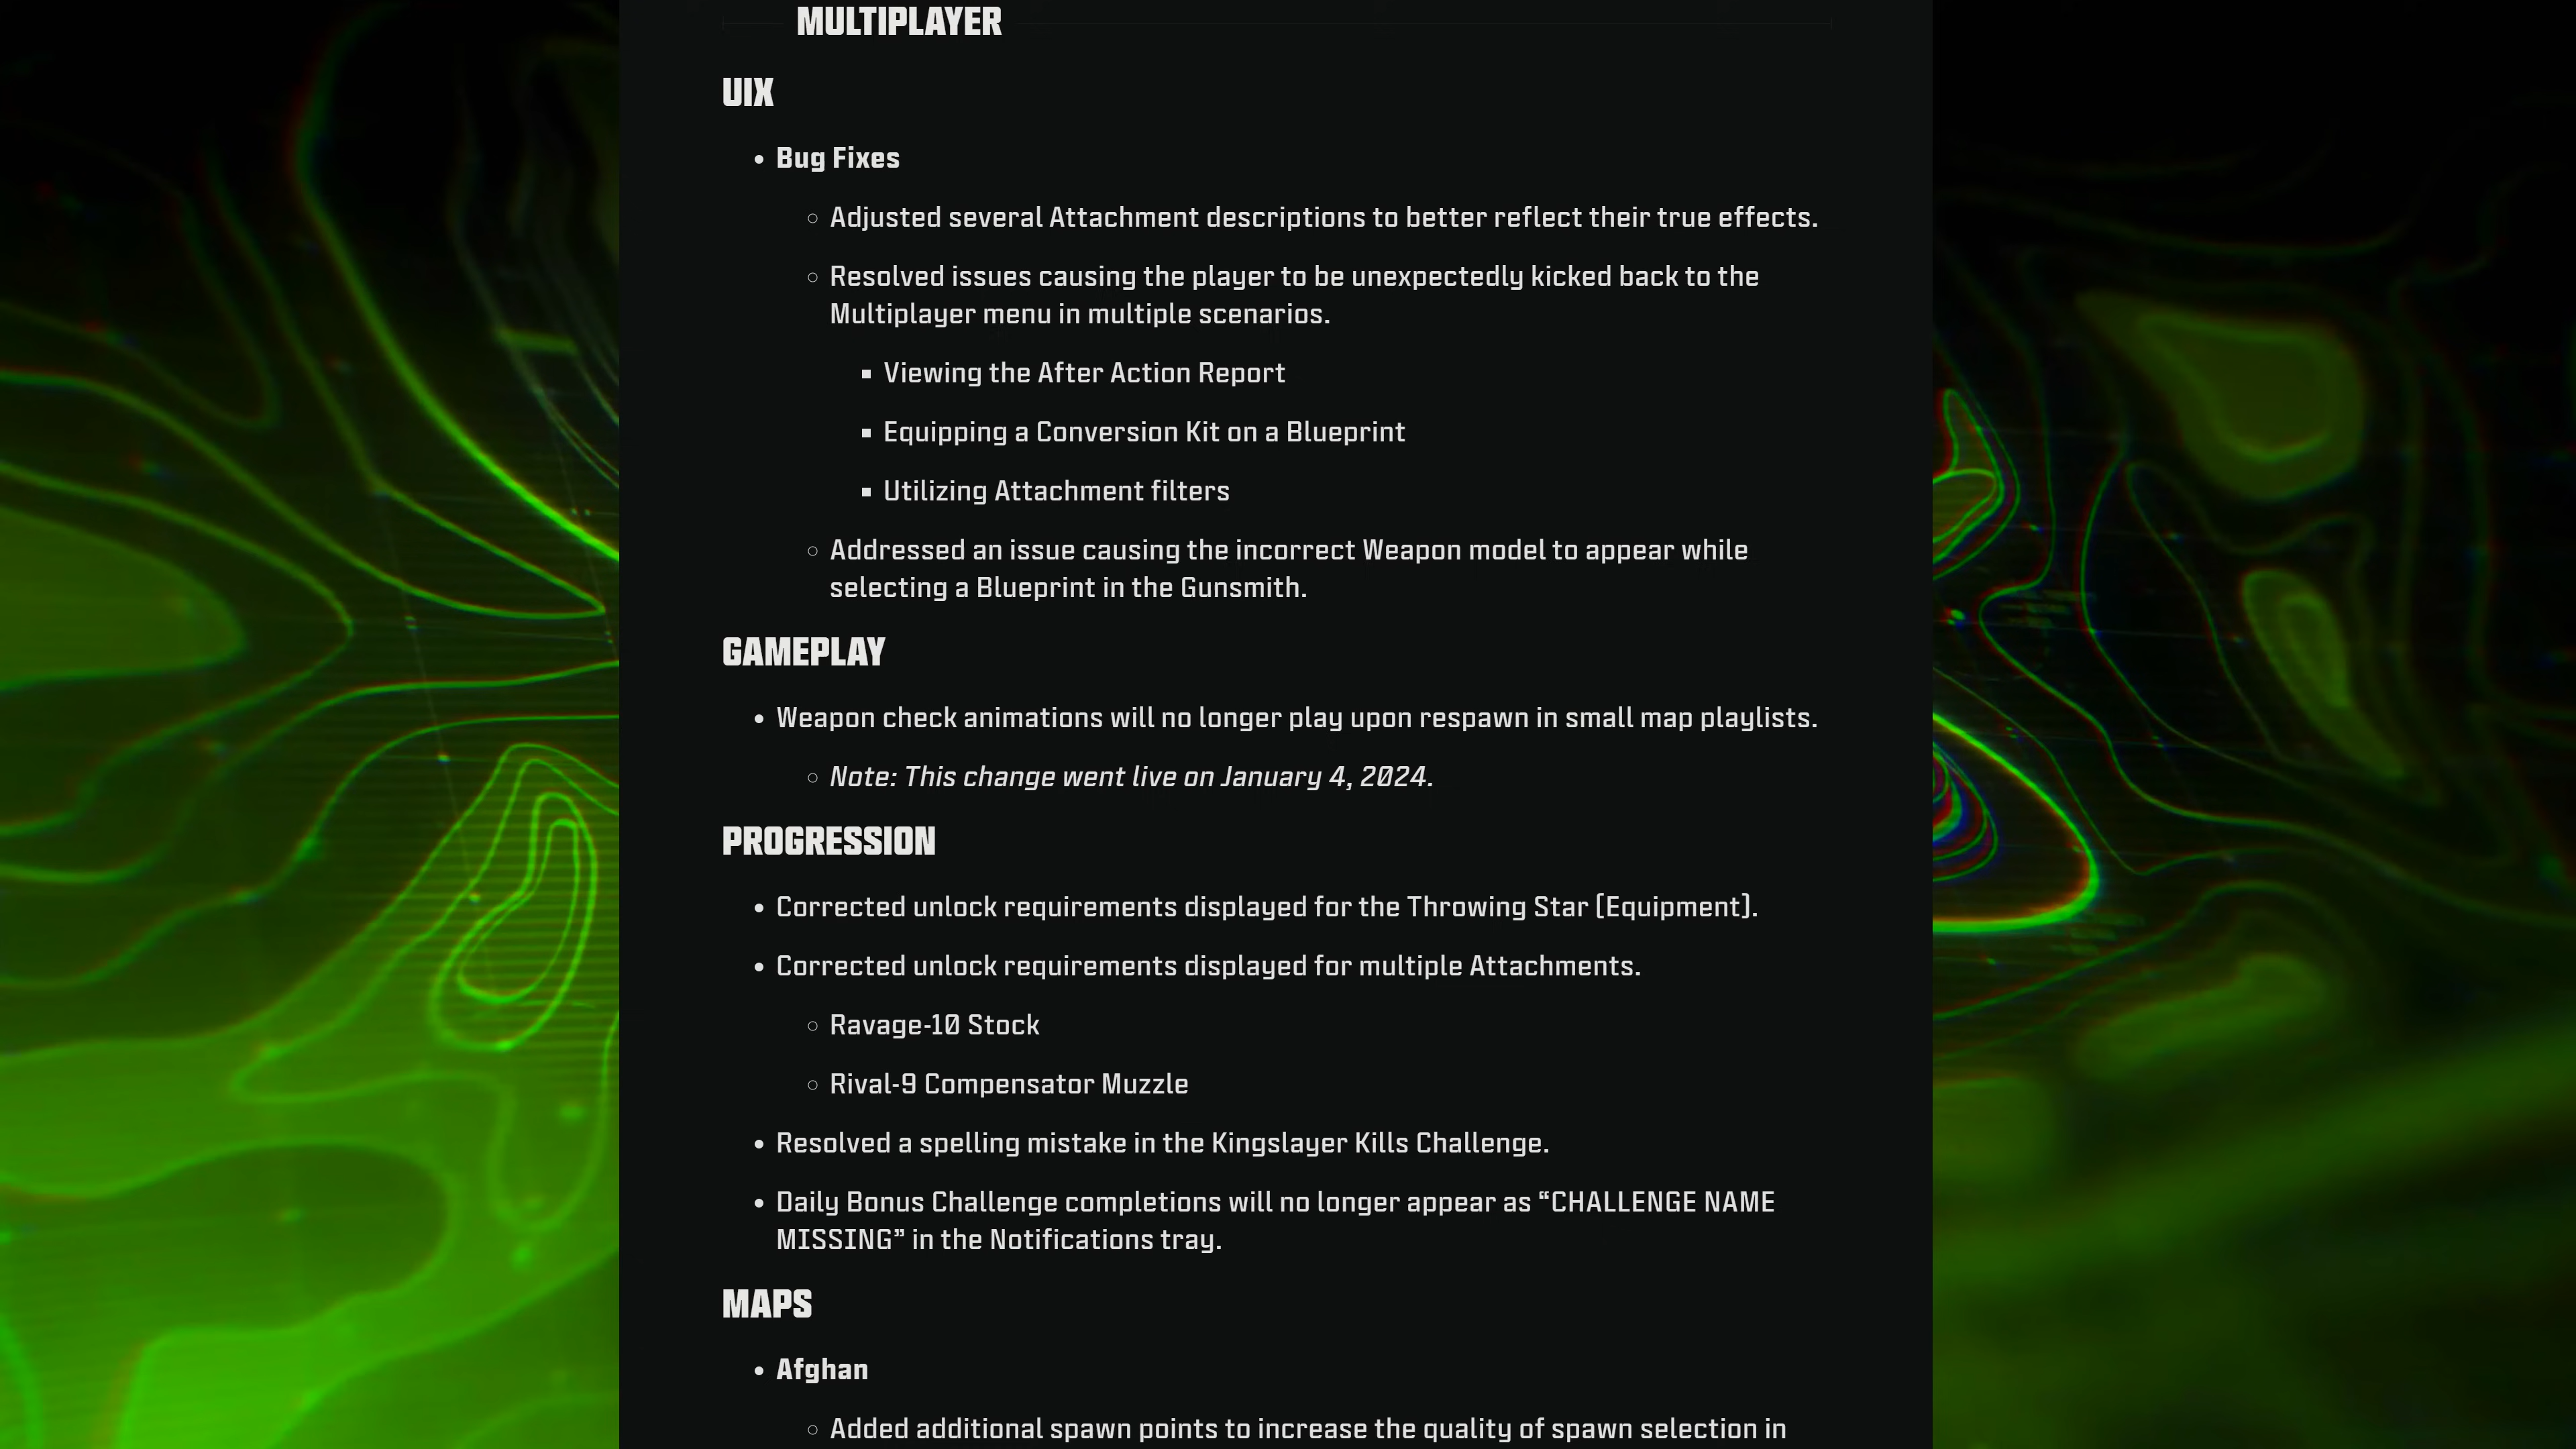 MULTIPLAYER
UIX
Bug Fixes
Adjusted several Attachment descriptions to better reflect their true effects.
Resolved issues causing the player to be unexpectedly kicked back to the
Multiplayer menu in multiple scenarios.
Viewing the After Action Report
Equipping a Conversion Kit on a Blueprint
Utilizing Attachment filters
Addressed an issue causing the incorrect Weapon model to appear while
selecting a Blueprint in the Gunsmith.
GAMEPLAY
Weapon check animations will no longer play upon respawn in small map playlists.
Note: This change went live on January 4, 2024.
PROGRESSION
Corrected unlock requirements displayed for the Throwing Star (Equipment).
Corrected unlock requirements displayed for multiple Attachments.
Ravage-10 Stock
Rival-9 Compensator Muzzle
Resolved a spelling mistake in the Kingslayer Kills Challenge.
Daily Bonus Challenge completions will no longer appear as “CHALLENGE NAME
MISSING” in the Notifications tray.
MAPS
Afghan
Added additional spawn points to increase the quality of spawn selection in